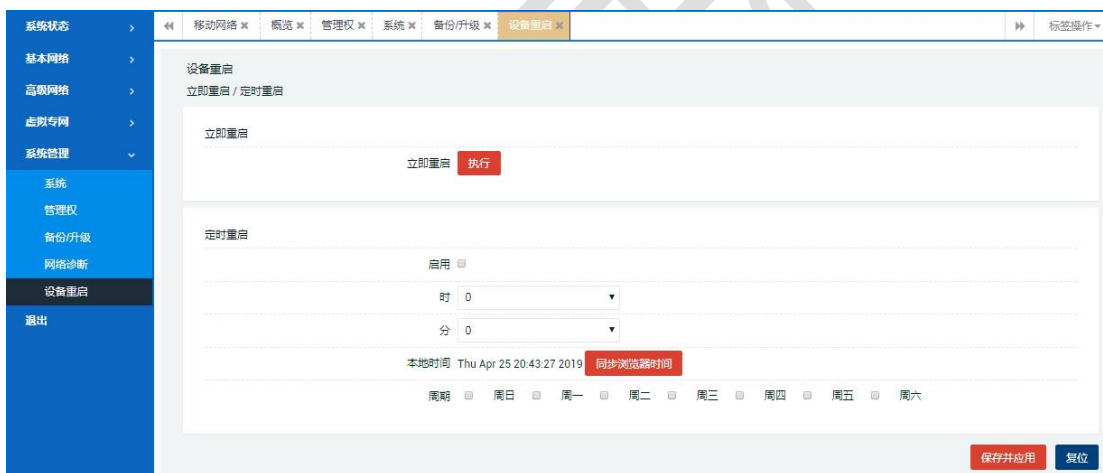 系统状态
基本网络
高级网络
虚拟专网
系统管理
系统
管理权
备份/升级
网络诊断
设备重启
退出
移动网络 概览 管理权 系统 备份/升级 设备重启 标签操作
设备重启
立即重启 / 定时重启
立即重启
立即重启 执行
定时重启
启用
时 0
分 0
本地时间 Thu Apr 25 20:43:27 2019 同步浏览器时间
周期 周日 周一 周二 周三 周四 周五 周六
保存并应用 复位